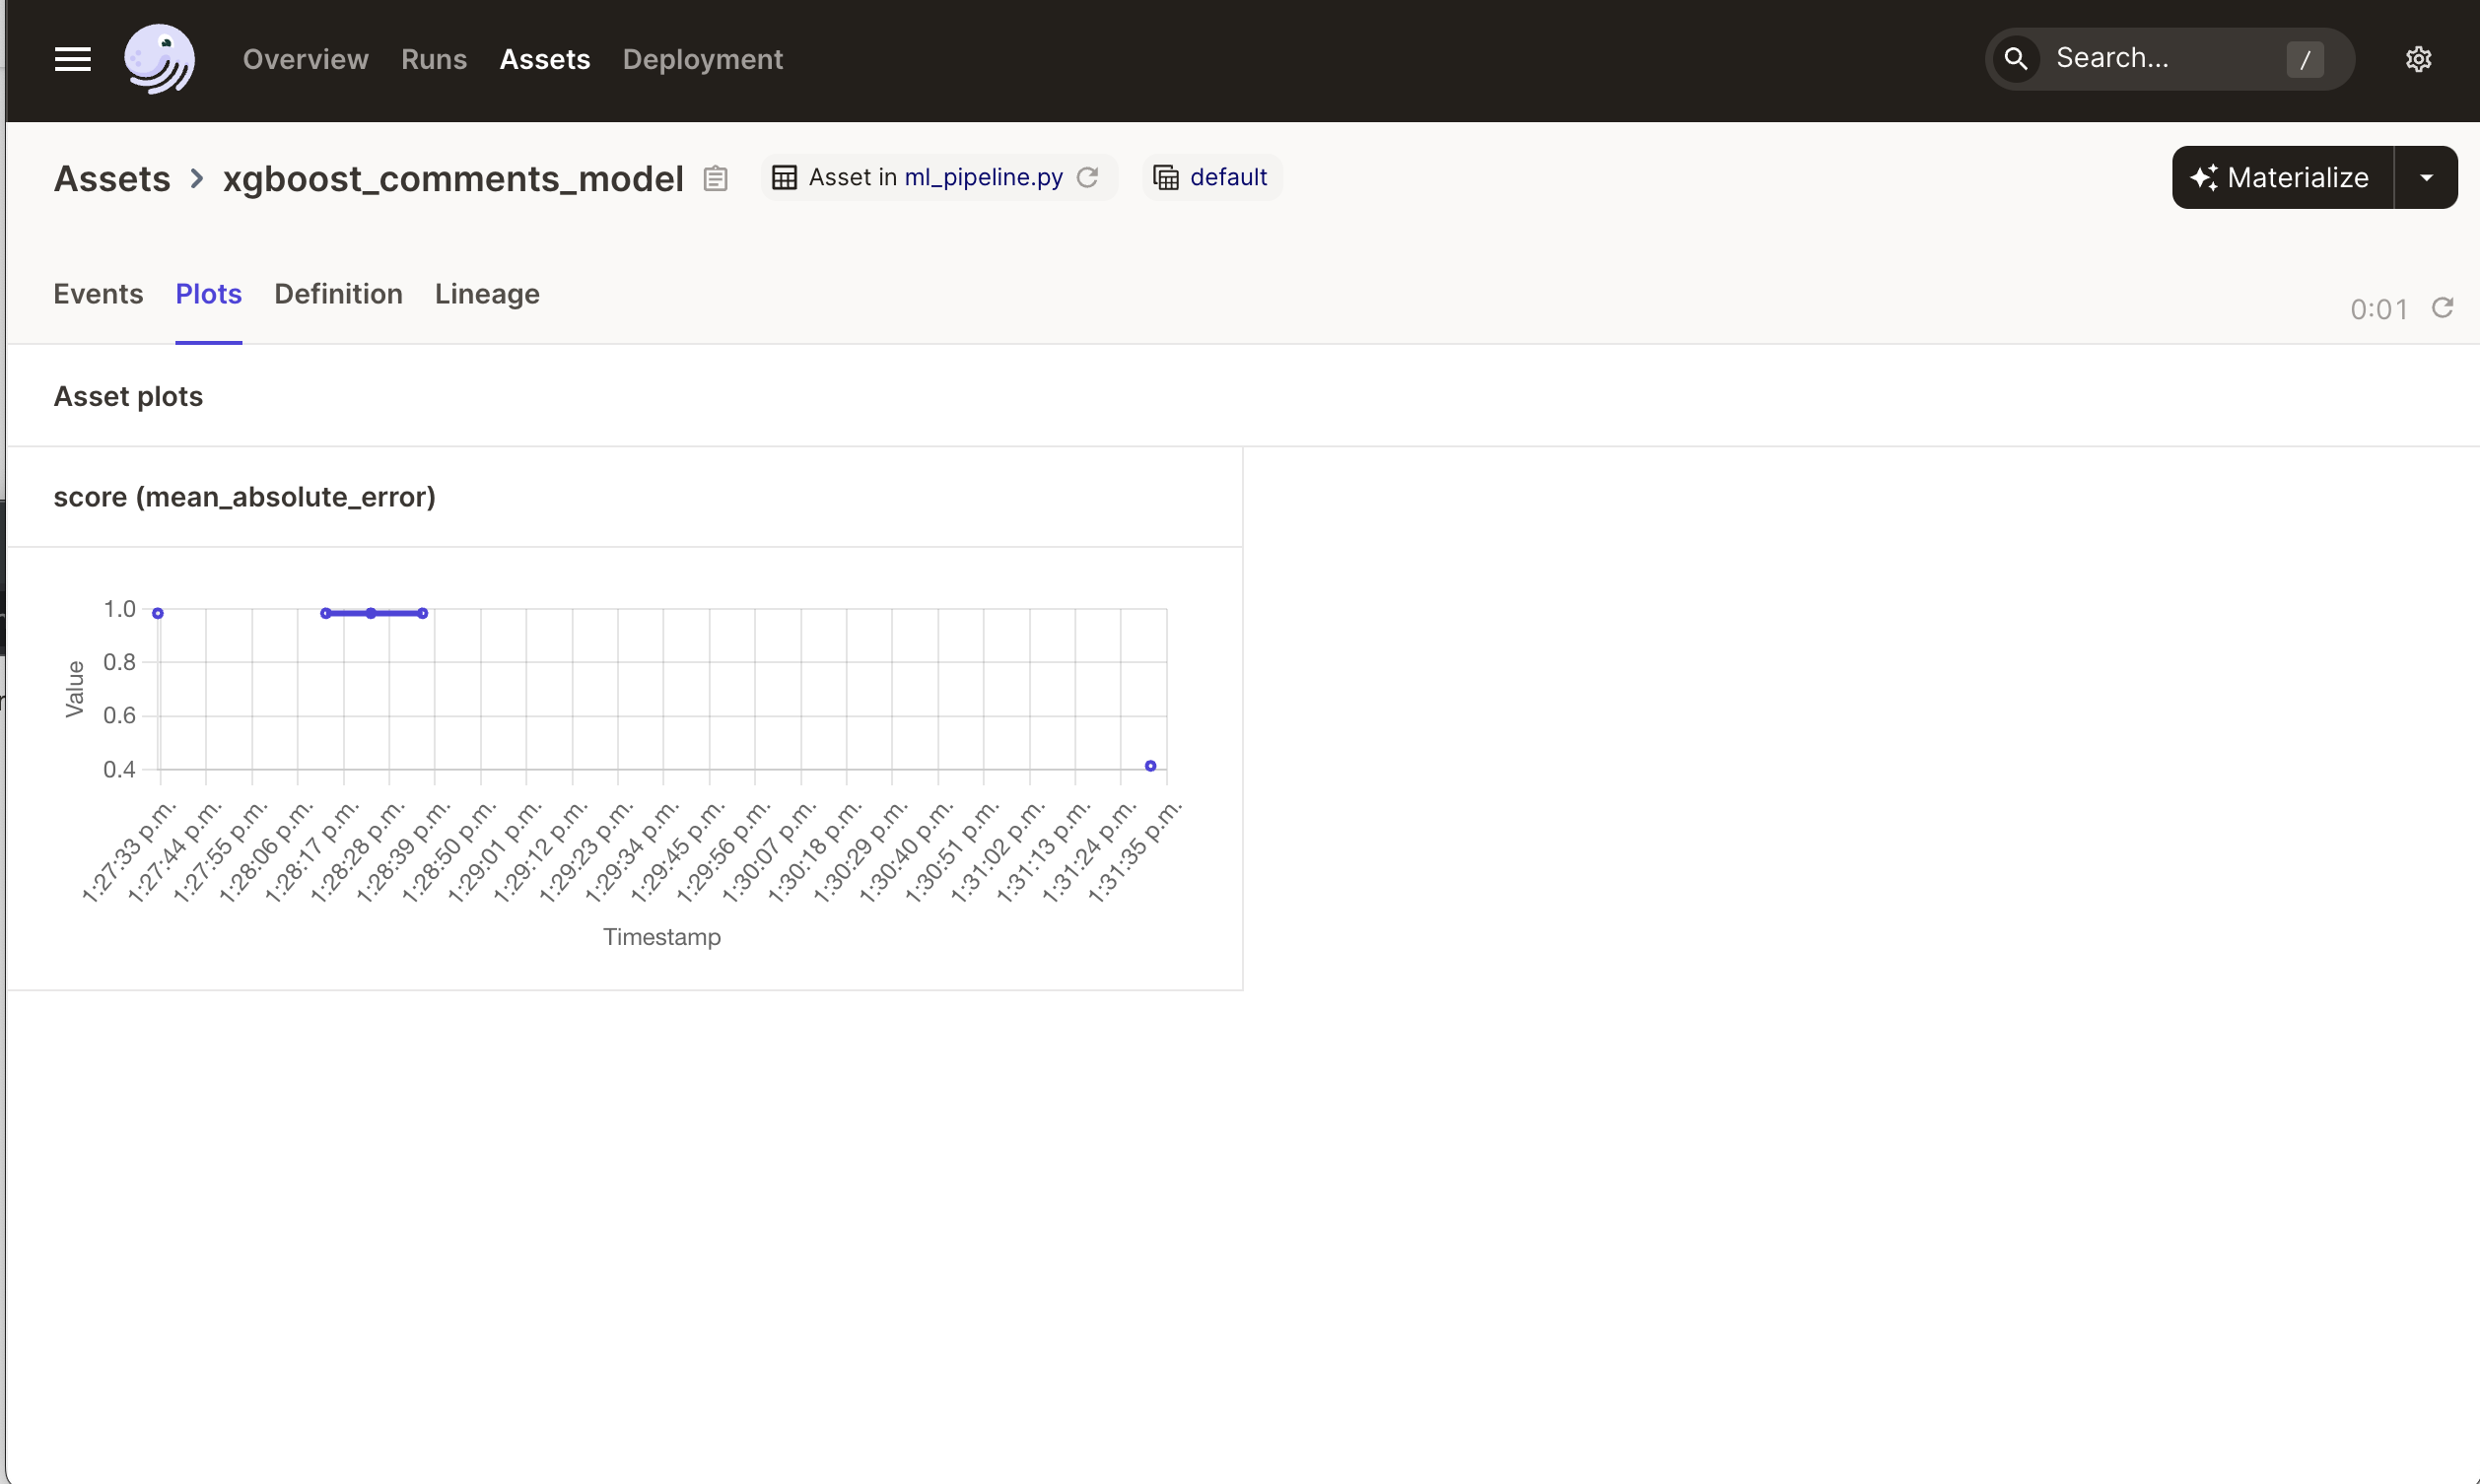 Overview Runs Assets Deployment Search... /
Assets > xgboost_comments_model Asset in ml_pipeline.py default Materialize
Events Plots Definition Lineage 0:01
Asset plots
score (mean_absolute_error)
1.0
0.8
0.6
0.4
Value
1:27:33 p.m.
1:27:44 p.m.
1:27:55 p.m.
1:28:06 p.m.
1:28:17 p.m.
1:28:28 p.m.
1:28:39 p.m.
1:28:50 p.m.
1:29:01 p.m.
1:29:12 p.m.
1:29:23 p.m.
1:29:34 p.m.
1:29:45 p.m.
1:29:56 p.m.
1:30:07 p.m.
1:30:18 p.m.
1:30:29 p.m.
1:30:40 p.m.
1:30:51 p.m.
1:31:02 p.m.
1:31:13 p.m.
1:31:24 p.m.
1:31:35 p.m.
Timestamp